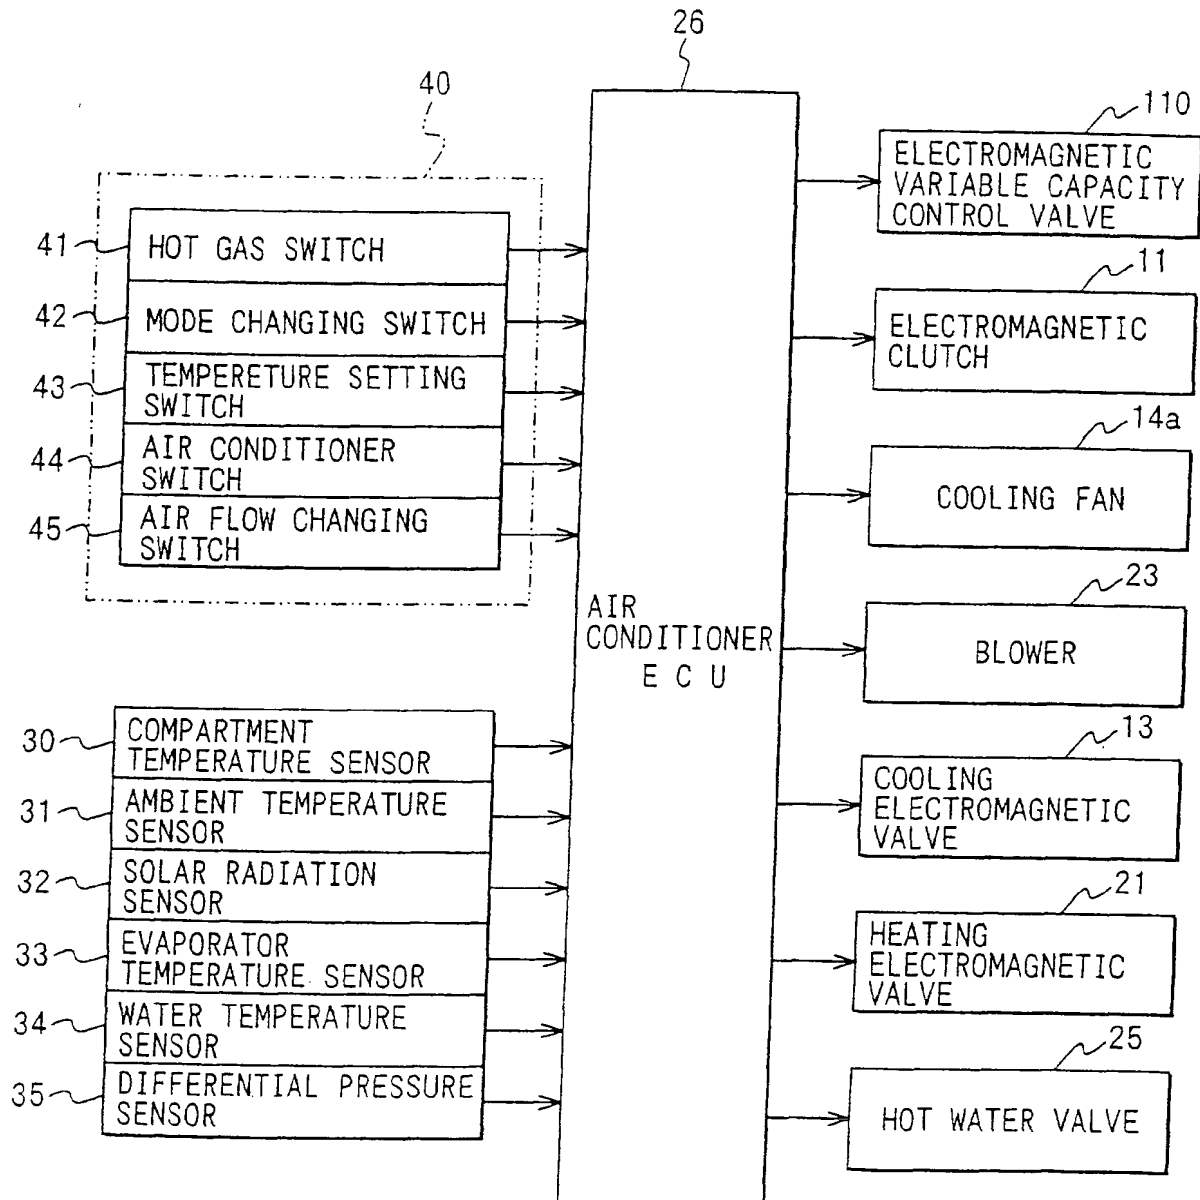 26
40
41
HOT GAS SWITCH
42
MODE CHANGING SWITCH
43
TEMPERETURE SETTING
SWITCH
44
AIR CONDITIONER
SWITCH
45
AIR FLOW CHANGING
SWITCH
30
COMPARTMENT
TEMPERATURE SENSOR
31
AMBIENT TEMPERATURE
SENSOR
32
SOLAR RADIATION
SENSOR
33
EVAPORATOR
TEMPERATURE SENSOR
34
WATER TEMPERATURE
SENSOR
35
DIFFERENTIAL PRESSURE
SENSOR
AIR
CONDITIONER
E C U
110
ELECTROMAGNETIC
VARIABLE CAPACITY
CONTROL VALVE
11
ELECTROMAGNETIC
CLUTCH
14a
COOLING FAN
23
BLOWER
13
COOLING
ELECTROMAGNETIC
VALVE
21
HEATING
ELECTROMAGNETIC
VALVE
25
HOT WATER VALVE